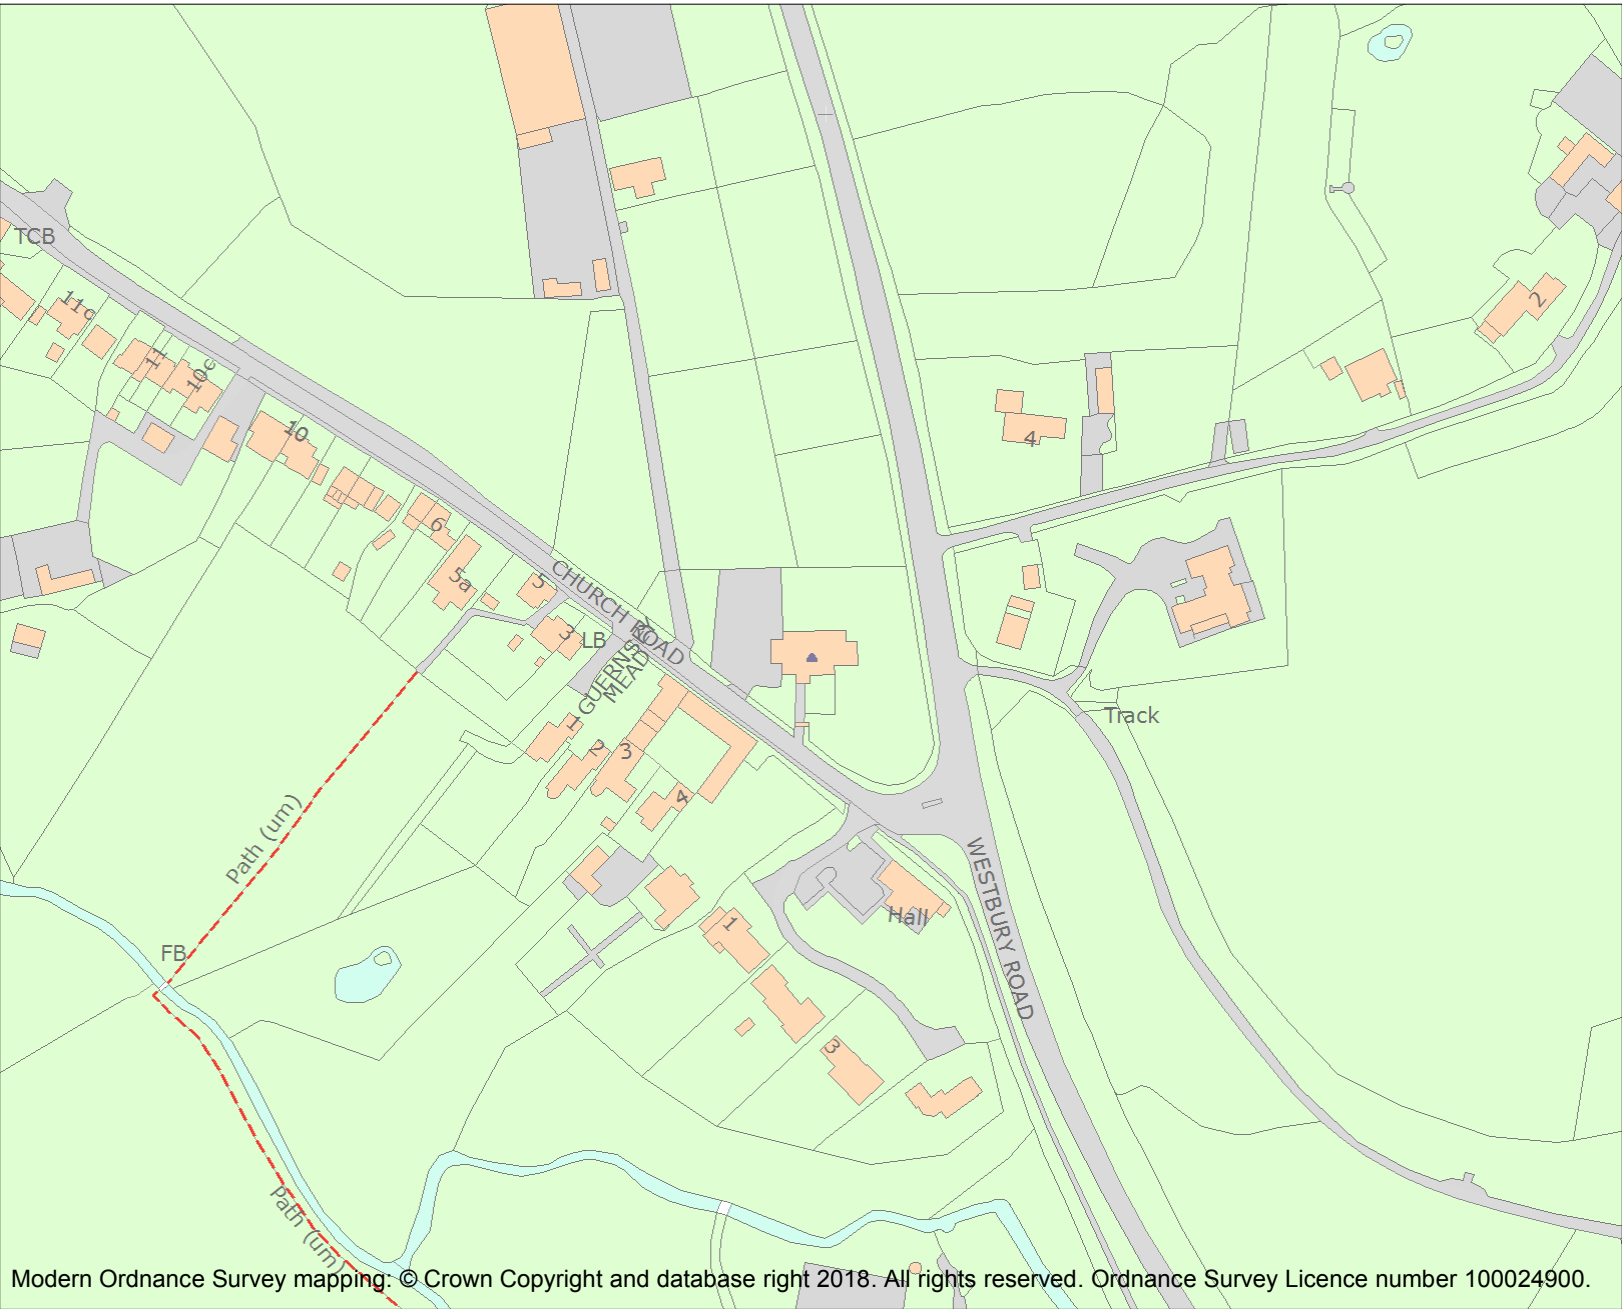 TCB
11c
11
10c
10
6
5a
5
3
LB
CHURCH ROAD
GUERNSEY
MEAD
1
2
3
4
2
4
Track
Path (um)
FB
Hall
1
3
WESTBURY ROAD
Path (um)
Modern Ordnance Survey mapping: © Crown Copyright and database right 2018. All rights reserved. Ordnance Survey Licence number 100024900.